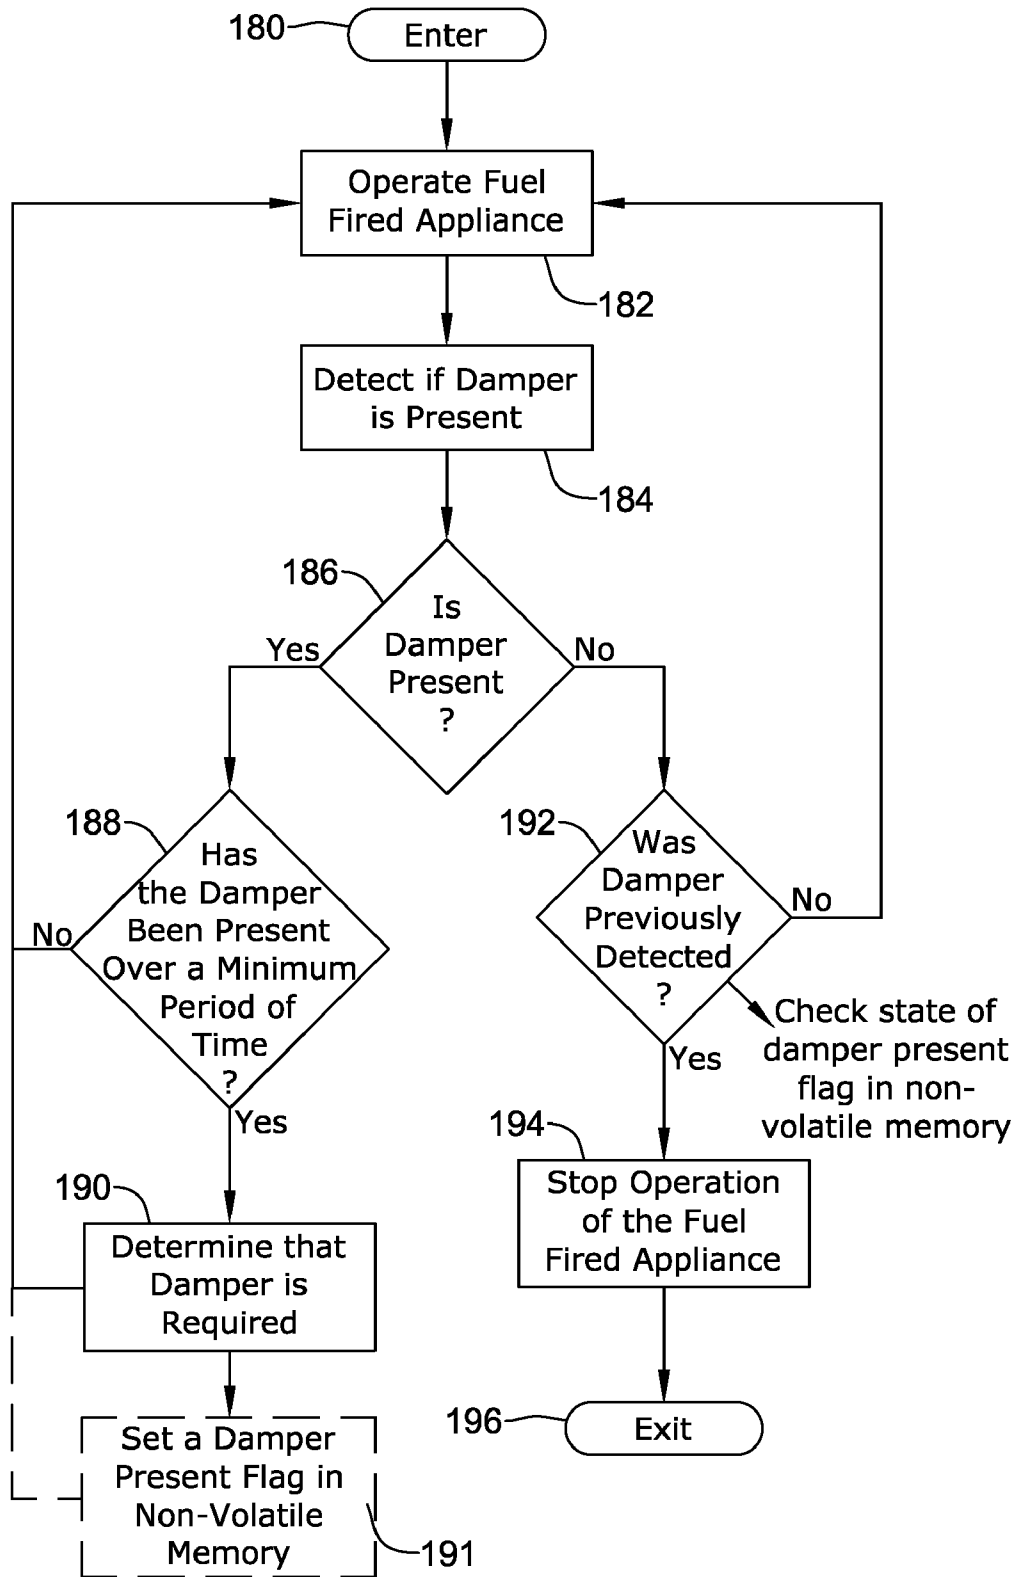 180
Enter
Operate Fuel
Fired Appliance
182
Detect if Damper
is Present
184
186
Is
Damper
Present
?
Yes
No
188
Has
the Damper
Been Present
Over a Minimum
Period of
Time
?
No
Yes
192
Was
Damper
Previously
Detected
?
No
Yes
Check state of
damper present
flag in non-
volatile memory
190
Determine that
Damper is
Required
194
Stop Operation
of the Fuel
Fired Appliance
Set a Damper
Present Flag in
Non-Volatile
Memory
191
196
Exit